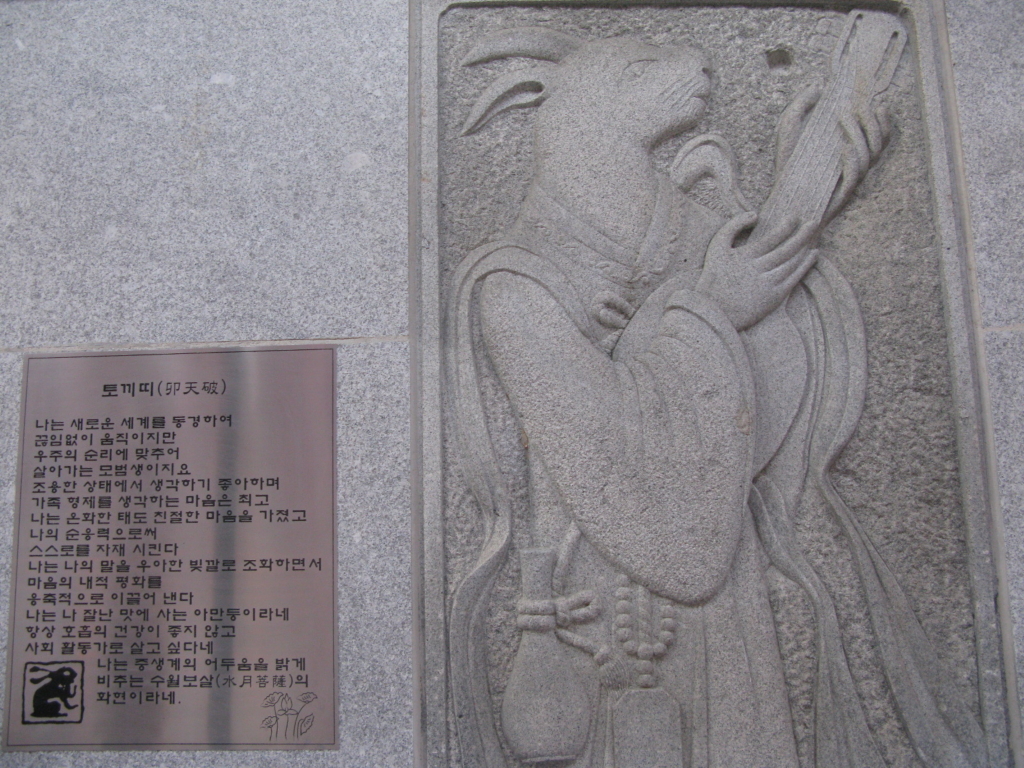 토끼띠(卯天破)
나는 새로운 세계를 동경하여
끊임없이 움직이지만
우주의 순리에 맞추어
살아가는 모범생이지요
조용한 상태에서 생각하기 좋아하며
가족 형제를 생각하는 마음은 최고
나는 온화한 태도 친절한 마음을 가졌고
나의 순응력으로써
스스로를 자재 시킨다
나는 나의 말을 우아한 빛깔로 조화하면서
마음의 내적 평화를
응축적으로 이끌어 낸다
나는 나 잘난 맛에 사는 야만둥이라네
항상 호흡의 건강이 좋지 않고
사회 활동가로 살고 싶다네
나는 중생계의 어두움을 밝게
비추는 수월보살(水月菩薩)의
화현이라네.